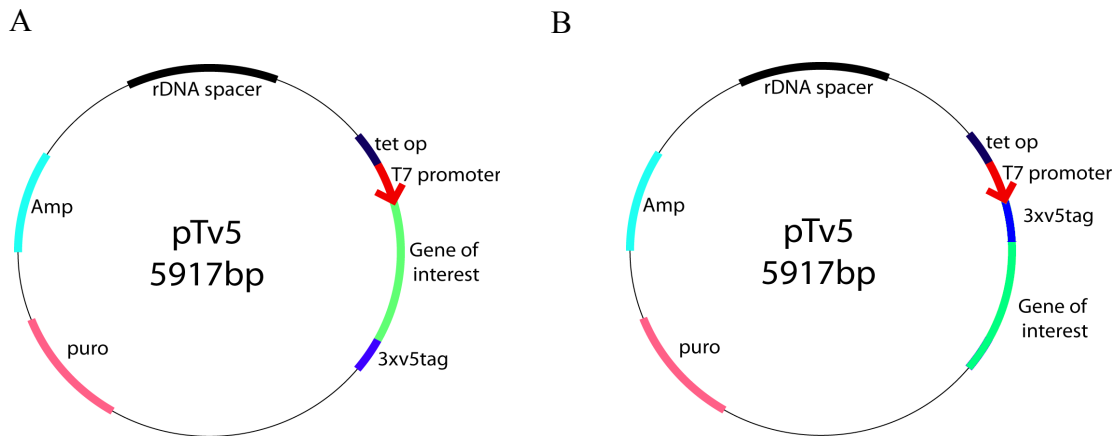 A
rDNA spacer
tet op
T7 promoter
Amp
pTv5
5917bp
Gene of
interest
puro
3xv5tag
B
rDNA spacer
tet op
T7 promoter
3xv5tag
Amp
pTv5
5917bp
Gene of
interest
puro